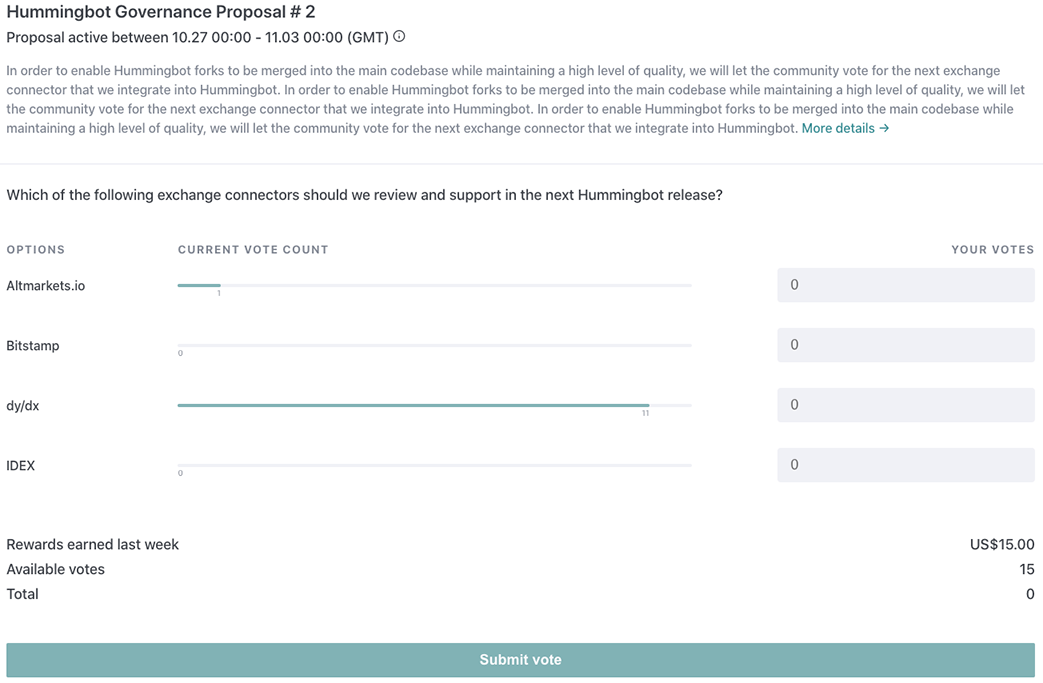 Hummingbot Governance Proposal # 2
Proposal active between 10.27 00:00 - 11.03 00:00 (GMT)
In order to enable Hummingbot forks to be merged into the main codebase while maintaining a high level of quality, we will let the community vote for the next exchange
connector that we integrate into Hummingbot. In order to enable Hummingbot forks to be merged into the main codebase while maintaining a high level of quality, we will let
the community vote for the next exchange connector that we integrate into Hummingbot. In order to enable Hummingbot forks to be merged into the main codebase while
maintaining a high level of quality, we will let the community vote for the next exchange connector that we integrate into Hummingbot. More details →
Which of the following exchange connectors should we review and support in the next Hummingbot release?
OPTIONS CURRENT VOTE COUNT YOUR VOTES
Altmarkets.io 1 0
Bitstamp 0 0
dy/dx 11 0
IDEX 0 0
Rewards earned last week US$15.00
Available votes 15
Total 0
Submit vote